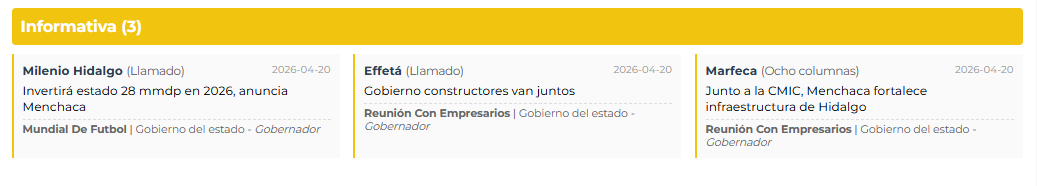 Informativa (3)
Milenio Hidalgo (Llamado) 2026-04-20
Invertirá estado 28 mmdp en 2026, anuncia
Menchaca
Mundial De Futbol | Gobierno del estado - Gobernador
Effetá (Llamado) 2026-04-20
Gobierno constructores van juntos
Reunión Con Empresarios | Gobierno del estado -
Gobernador
Marfeca (Ocho columnas) 2026-04-20
Junto a la CMIC, Menchaca fortalece
infraestructura de Hidalgo
Reunión Con Empresarios | Gobierno del estado -
Gobernador